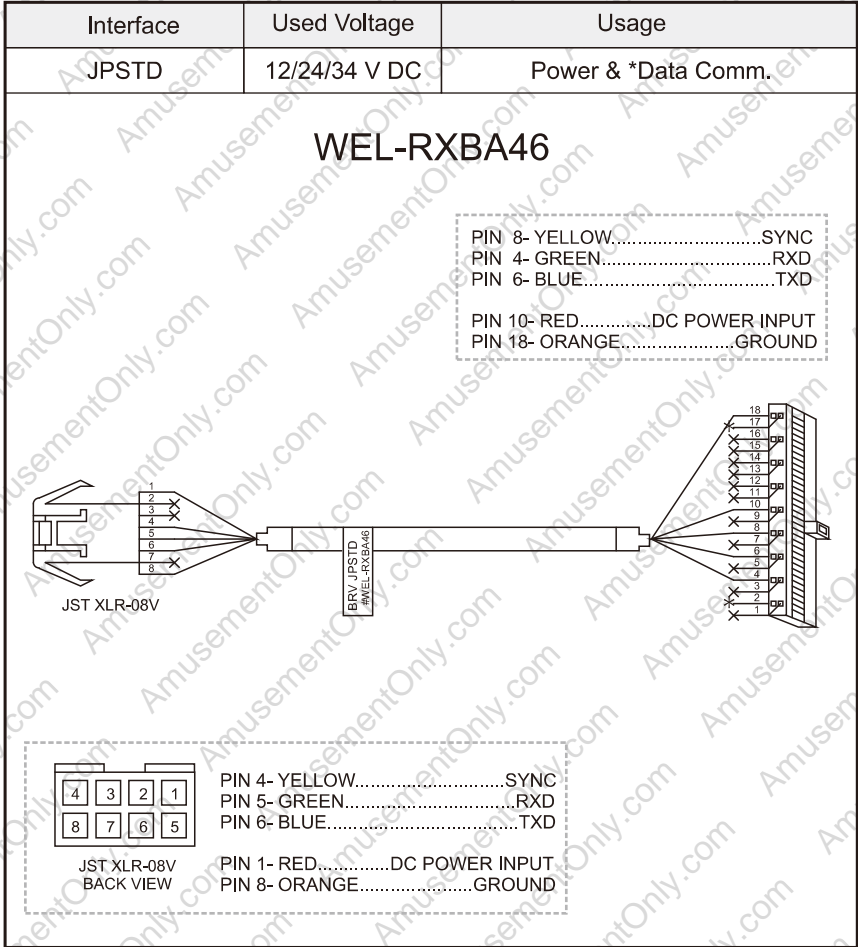 Interface Used Voltage Usage
JPSTD 12/24/34 V DC Power & *Data Comm.
WEL-RXBA46
PIN 8- YELLOW............................SYNC
PIN 4- GREEN................................RXD
PIN 6- BLUE....................................TXD
PIN 10- RED.............DC POWER INPUT
PIN 18- ORANGE.....................GROUND
18
17
16
15
14
13
12
11
10
9
8
7
6
5
4
3
2
1
1
2
3
4
5
6
7
8
JST XLR-08V
BRV JPSTD
#WEL-RXBA46
4 3 2 1
8 7 6 5
JST XLR-08V
BACK VIEW
PIN 4- YELLOW............................SYNC
PIN 5- GREEN................................RXD
PIN 6- BLUE....................................TXD
PIN 1- RED.............DC POWER INPUT
PIN 8- ORANGE.....................GROUND
AmusementOnly.com